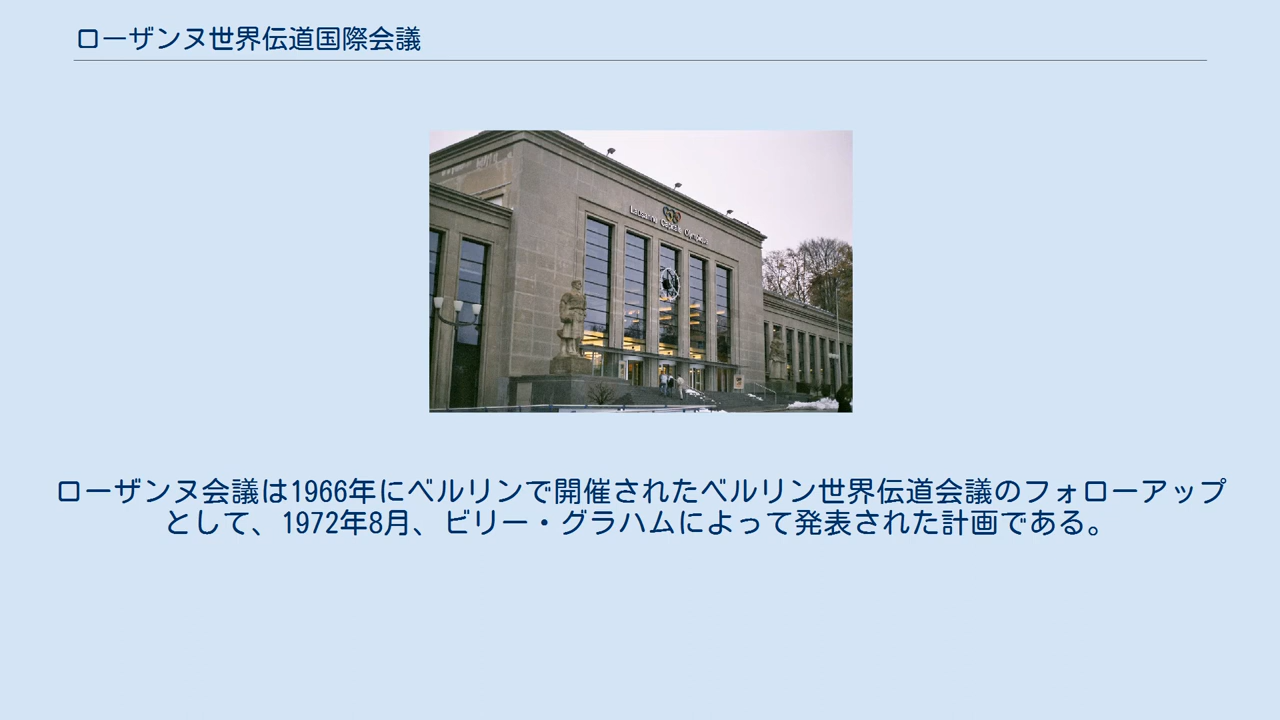 ローザンヌ世界伝道国際会議
Lausanne Capitale Olympique
ローザンヌ会議は1966年にベルリンで開催されたベルリン世界伝道会議のフォローアップ
として、1972年8月、ビリー・グラハムによって発表された計画である。